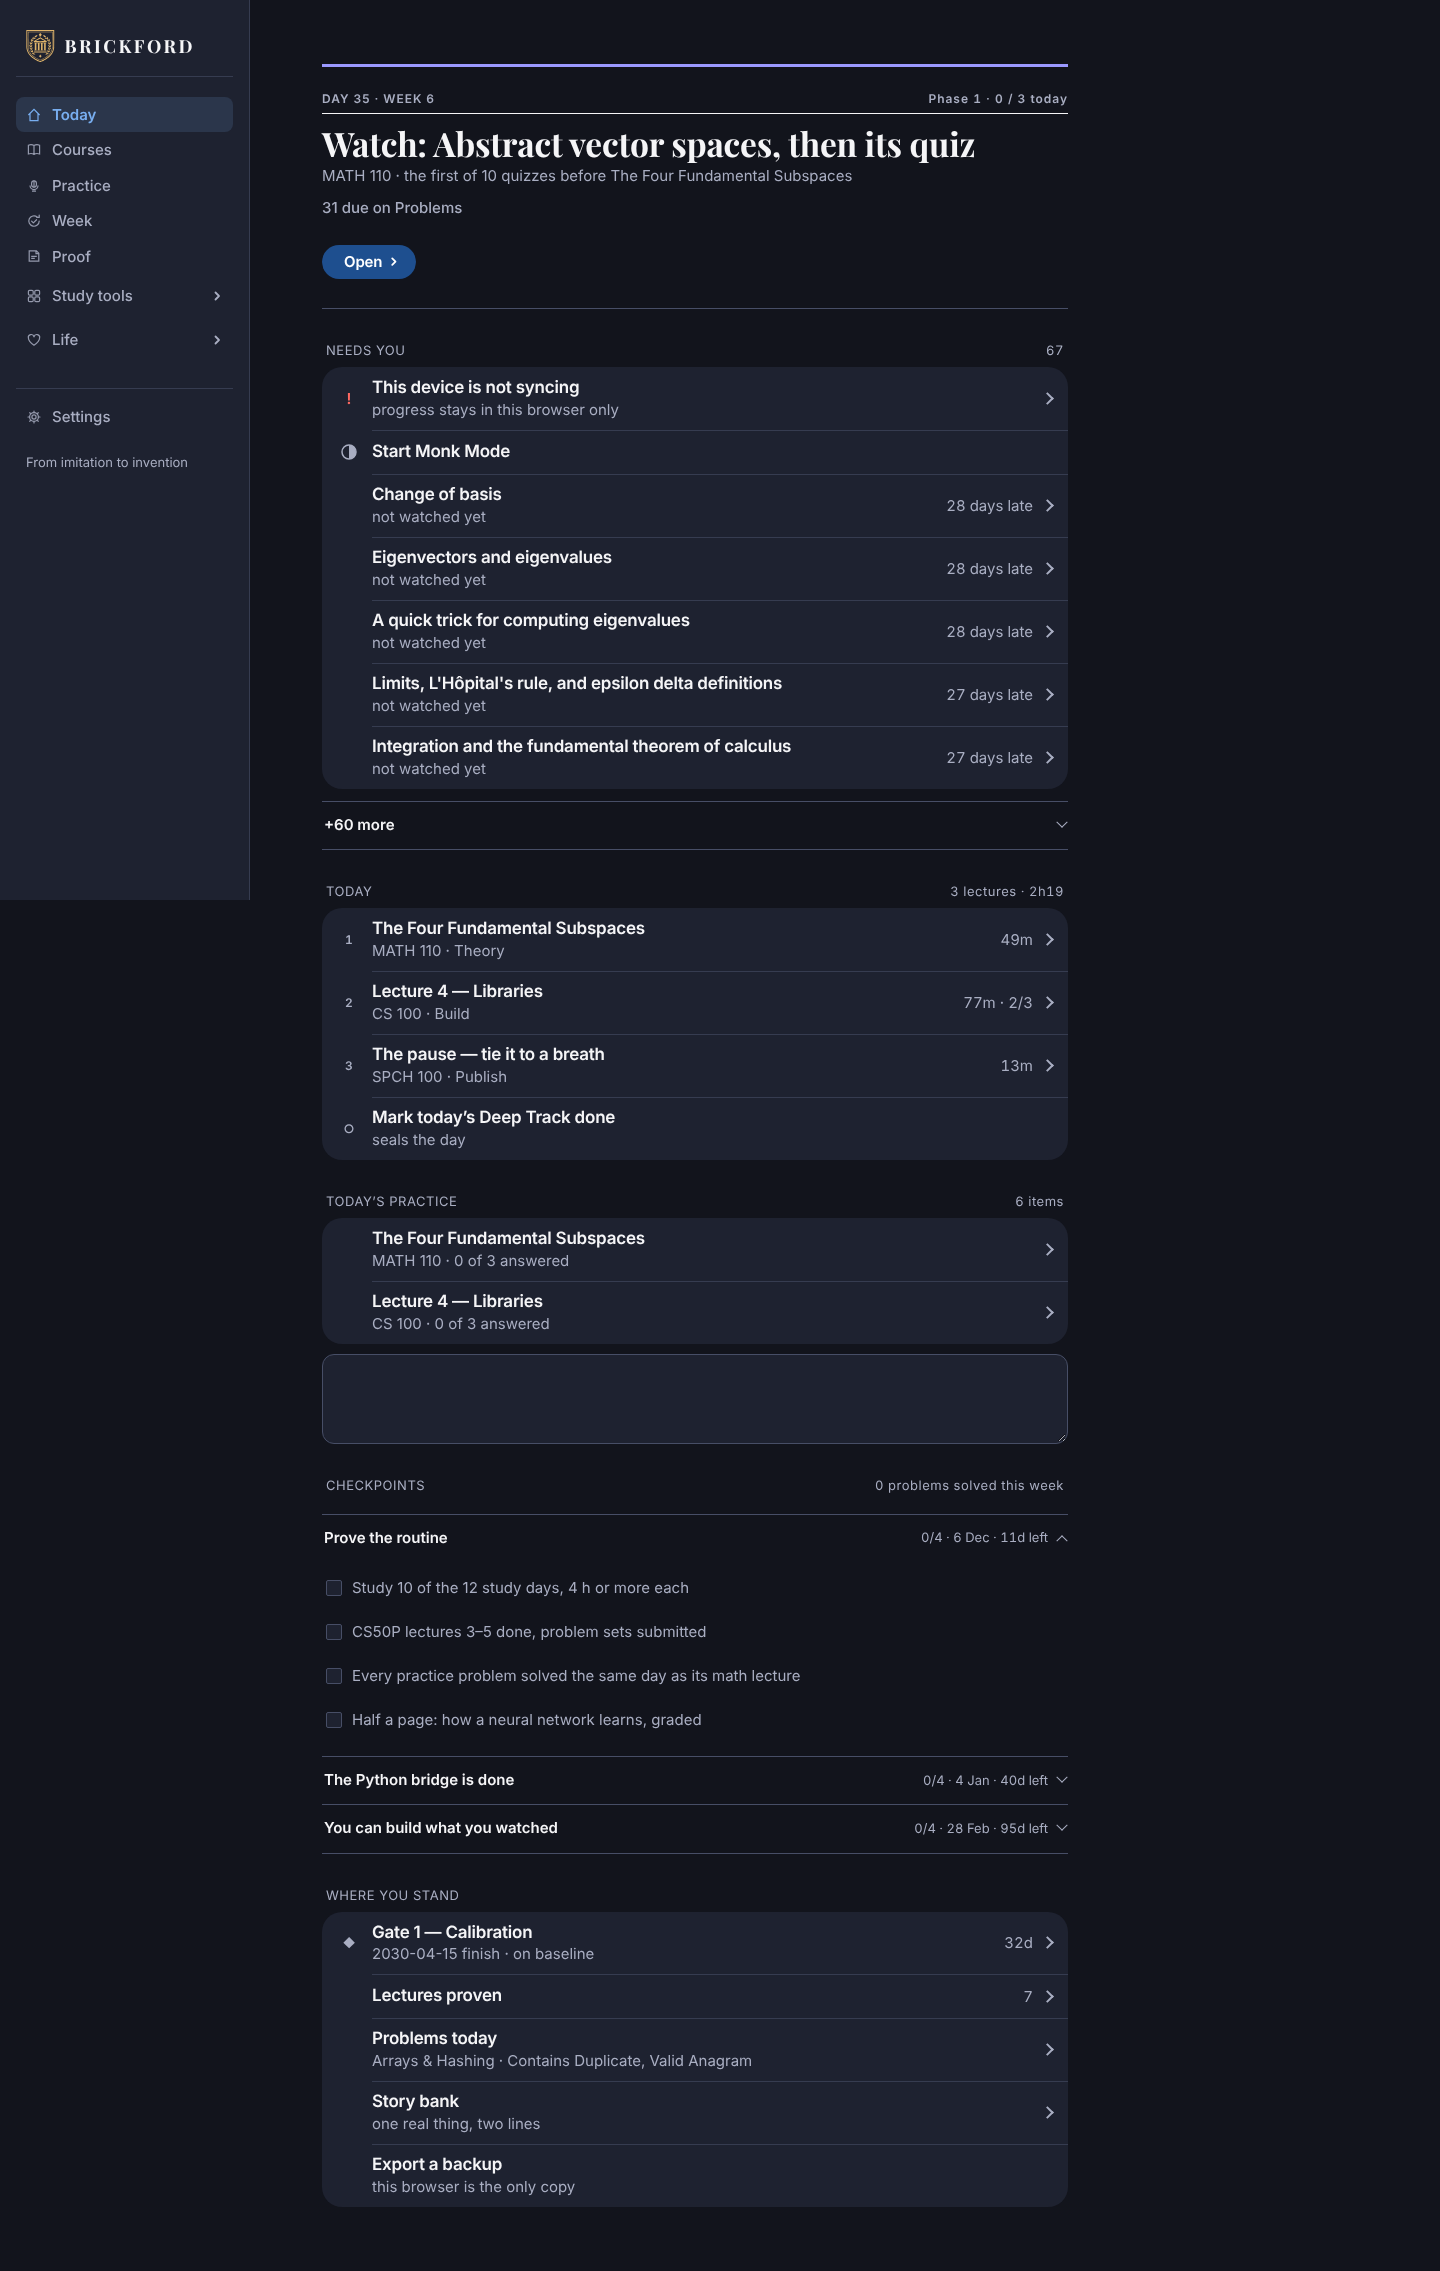 BRICKFORD
Today
Courses
Practice
Week
Proof
Study tools
Life
Settings
From imitation to invention
DAY 35 · WEEK 6
Phase 1 · 0 / 3 today
Watch: Abstract vector spaces, then its quiz
MATH 110 · the first of 10 quizzes before The Four Fundamental Subspaces
31 due on Problems
Open
NEEDS YOU
67
!
This device is not syncing
progress stays in this browser only
Start Monk Mode
Change of basis
not watched yet
28 days late
Eigenvectors and eigenvalues
not watched yet
28 days late
A quick trick for computing eigenvalues
not watched yet
28 days late
Limits, L'Hôpital's rule, and epsilon delta definitions
not watched yet
27 days late
Integration and the fundamental theorem of calculus
not watched yet
27 days late
+60 more
TODAY
3 lectures · 2h19
1
The Four Fundamental Subspaces
MATH 110 · Theory
49m
2
Lecture 4 — Libraries
CS 100 · Build
77m · 2/3
3
The pause — tie it to a breath
SPCH 100 · Publish
13m
Mark today’s Deep Track done
seals the day
TODAY’S PRACTICE
6 items
The Four Fundamental Subspaces
MATH 110 · 0 of 3 answered
Lecture 4 — Libraries
CS 100 · 0 of 3 answered
CHECKPOINTS
0 problems solved this week
Prove the routine
0/4 · 6 Dec · 11d left
Study 10 of the 12 study days, 4 h or more each
CS50P lectures 3–5 done, problem sets submitted
Every practice problem solved the same day as its math lecture
Half a page: how a neural network learns, graded
The Python bridge is done
0/4 · 4 Jan · 40d left
You can build what you watched
0/4 · 28 Feb · 95d left
WHERE YOU STAND
Gate 1 — Calibration
2030-04-15 finish · on baseline
32d
Lectures proven
7
Problems today
Arrays & Hashing · Contains Duplicate, Valid Anagram
Story bank
one real thing, two lines
Export a backup
this browser is the only copy